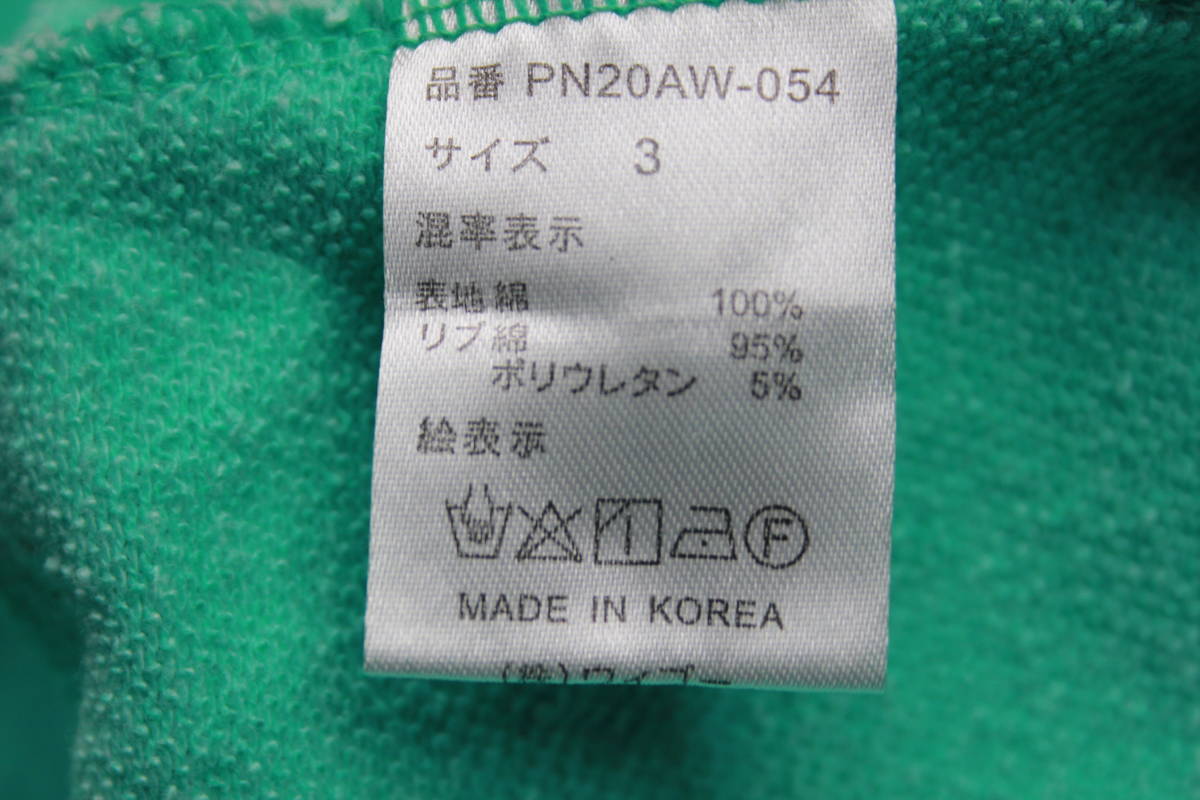 品番 PN20AW-054
サイズ 3
混率表示
表地 綿 100%
リブ 綿 95%
ポリウレタン 5%
絵表示
F
MADE IN KOREA
(株)